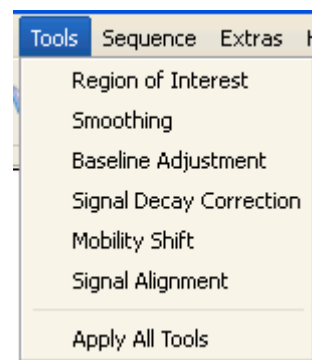 Tools Sequence Extras
Region of Interest
Smoothing
Baseline Adjustment
Signal Decay Correction
Mobility Shift
Signal Alignment
Apply All Tools